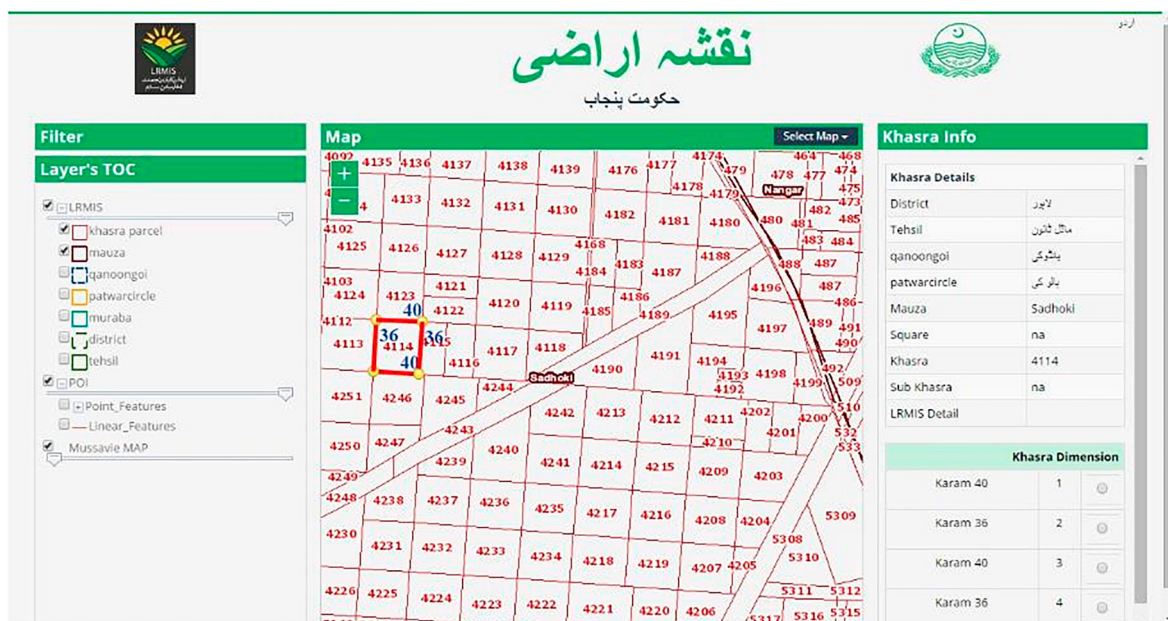 اردو
LRMIS
نقشہ اراضی
حکومت پنجاب
Filter
Layer's TOC
LRMIS
khasra parcel
mauza
qanoongoi
patwarcircle
muraba
district
tehsil
POI
Point_Features
Linear_Features
Mussavie MAP
Map
Select Map
+
−
4092 4135 4136 4137 4138 4139 4176 4177 4174 479 478 464 477 468 474
4178 4179 Nangar 475
4133 4132 4131 4130 4182 4181 4180 480 481 482 473 485
4102
4125 4126 4127 4128 4129 4168 4184 4183 4187 4188 488 483 484 487
4103
4124 4123 4121 4120 4119 4185 4186 4189 4196 487
4112 40 4122 4195 4197 489 486 491
4113 36 4114 36 4115 4116 4117 4118 490
40 4190 4191 4194 4193 4198 492
Sadhoki 4192 4199 509
4251 4246 4245 4244 4242 4213 4212 4211 4202 4200 510
4243 4210 4201 532
4250 4247 4239 4240 4241 4214 4215 4209 4203 533
4249
4248 4238 4237 4236 4235 4217 4216 4208 4204 5309
4230 5308
4231 4232 4233 4234 4218 4219 4207 4205 5310
4226 4225 4224 4223 4222 4221 4220 4206 5311 5312
5317 5316 5315
Khasra Info
Khasra Details
District لاہور
Tehsil ماڈل ٹاؤن
qanoongoi پانڈوکی
patwarcircle بالو کی
Mauza Sadhoki
Square na
Khasra 4114
Sub Khasra na
LRMIS Detail
Khasra Dimension
Karam 40 1
Karam 36 2
Karam 40 3
Karam 36 4